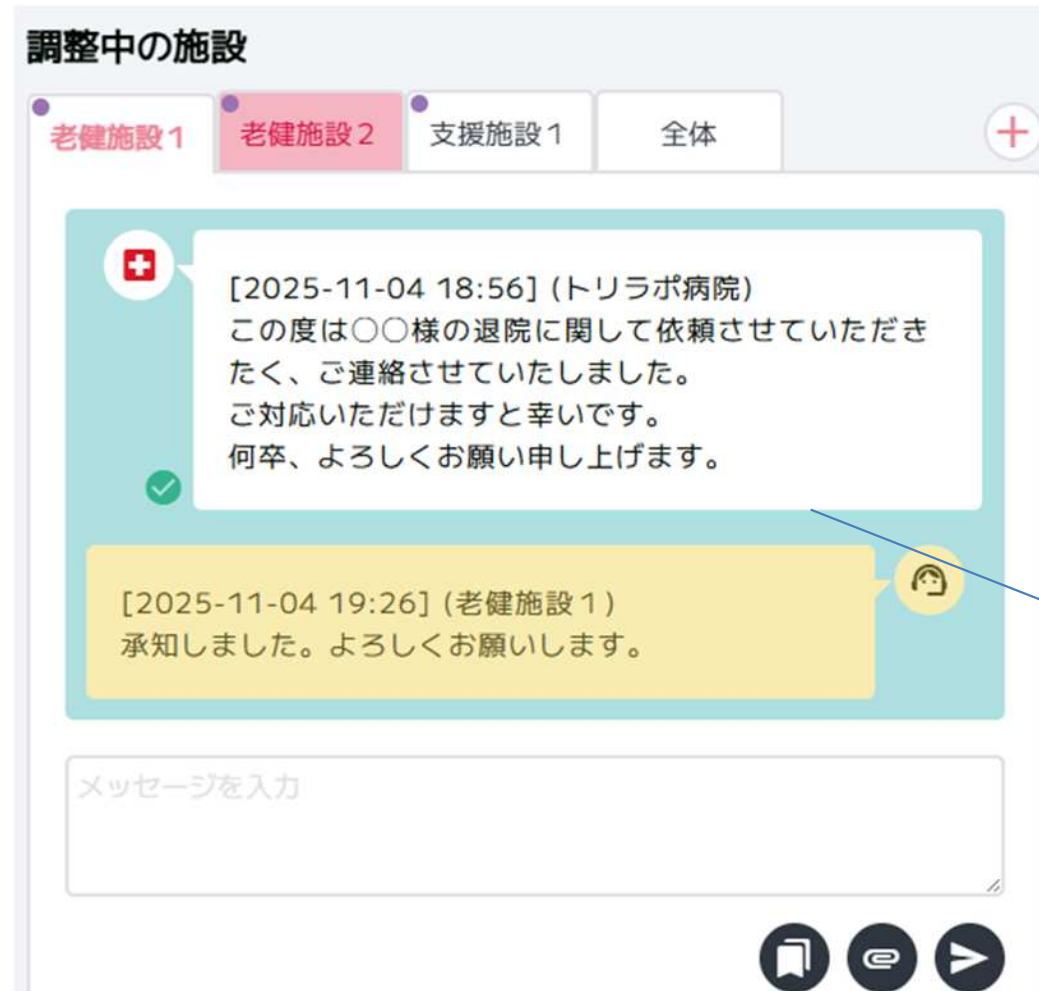 調整中の施設
老健施設1 老健施設2 支援施設1 全体
[2025-11-04 18:56] (トリラポ病院)
この度は○○様の退院に関して依頼させていただき
たく、ご連絡させていたしました。
ご対応いただけますと幸いです。
何卒、よろしくお願い申し上げます。
[2025-11-04 19:26] (老健施設1)
承知しました。よろしくお願いします。
メッセージを入力